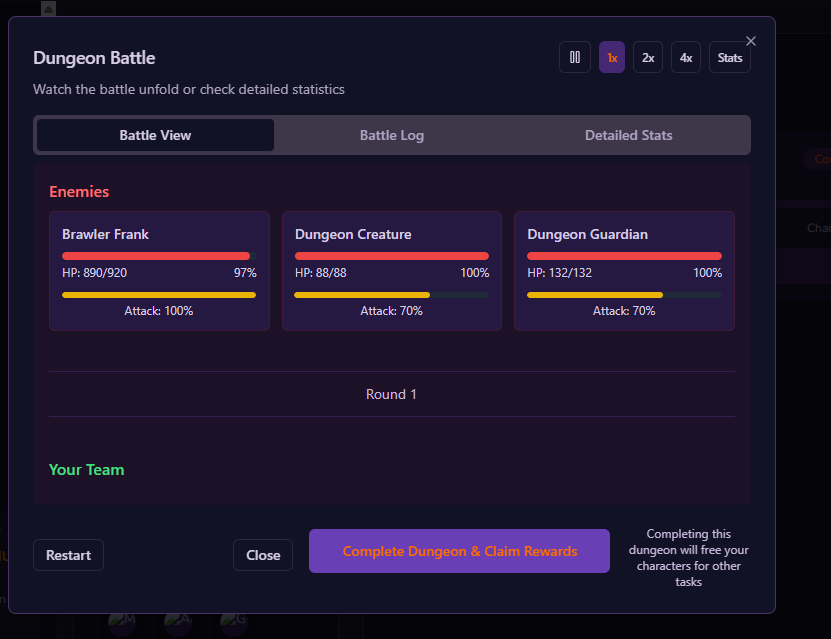 Dungeon Battle
1x
2x
4x
Stats
Watch the battle unfold or check detailed statistics
Battle View
Battle Log
Detailed Stats
Enemies
Brawler Frank
HP: 890/920
97%
Attack: 100%
Dungeon Creature
HP: 88/88
100%
Attack: 70%
Dungeon Guardian
HP: 132/132
100%
Attack: 70%
Round 1
Your Team
Restart
Close
Complete Dungeon & Claim Rewards
Completing this
dungeon will free your
characters for other
tasks
M
A
G